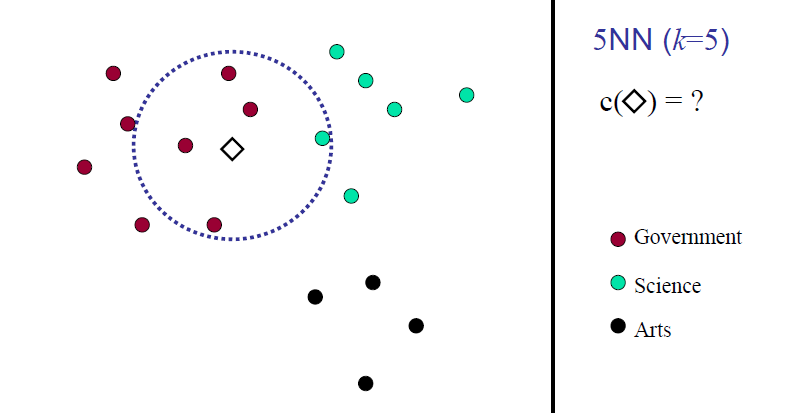 5NN (k=5)
c(◇) = ?
Government
Science
Arts